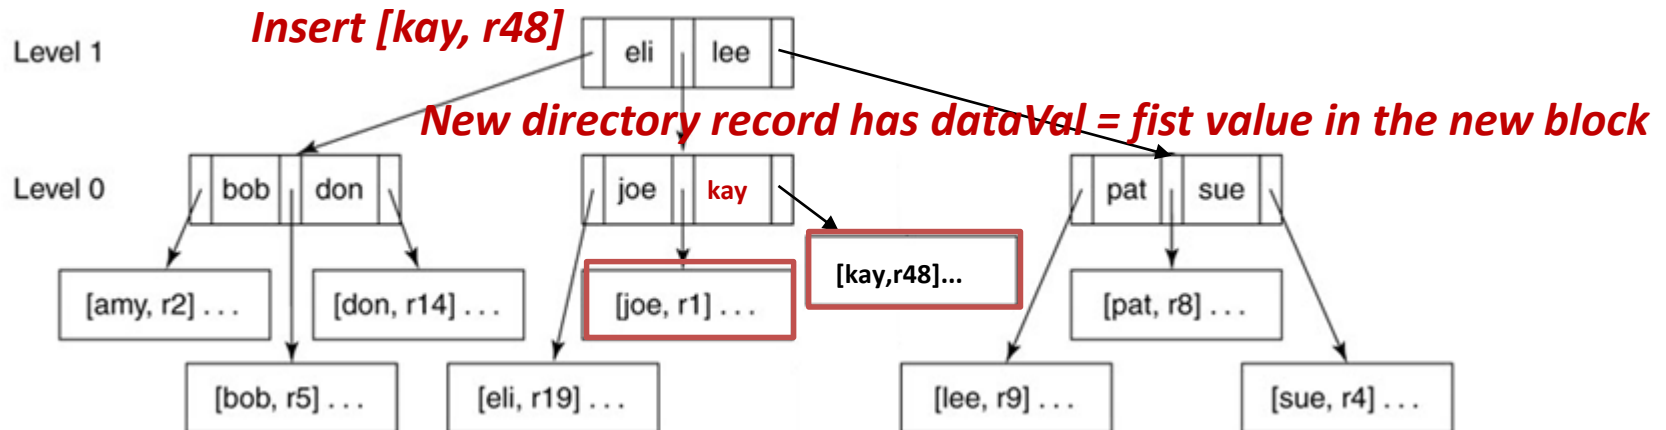 Insert [kay, r48]
Level 1
eli lee
New directory record has dataVal = fist value in the new block
Level 0
bob don
joe kay
pat sue
[kay,r48]...
[amy, r2] . . .
[don, r14] . . .
[joe, r1] . . .
[pat, r8] . . .
[bob, r5] . . .
[eli, r19] . . .
[lee, r9] . . .
[sue, r4] . . .